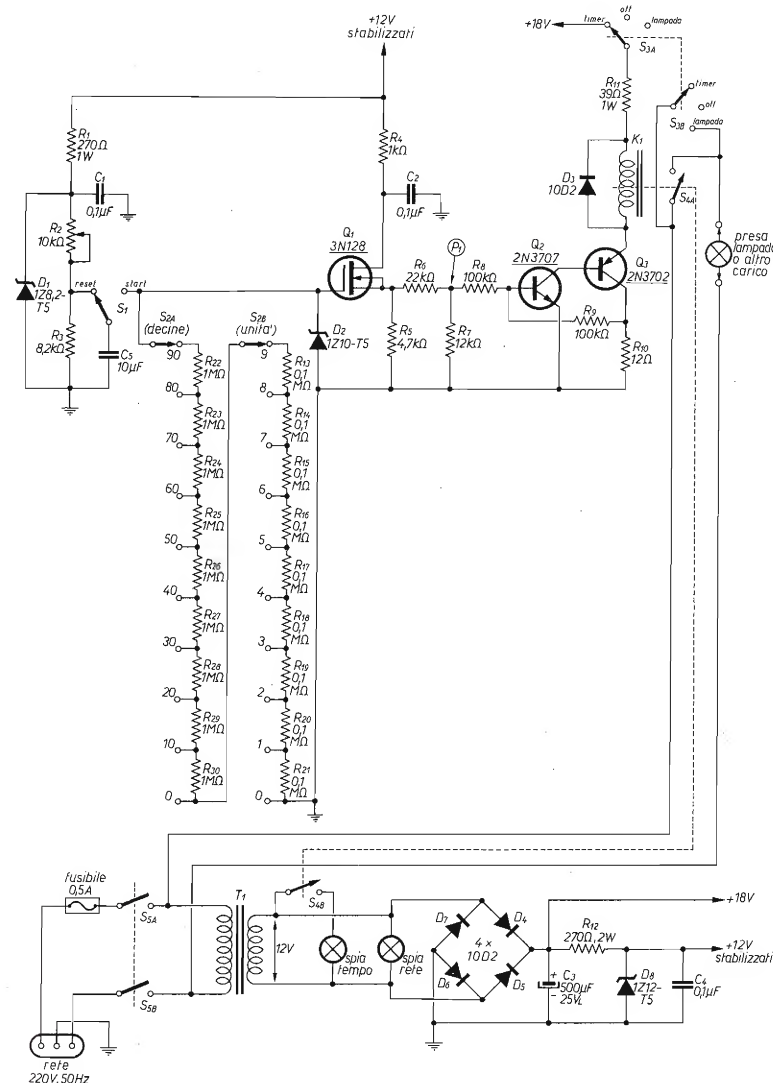 +12V
stabilizzati
+18V
timer
off
lampada
S3A
R11
39Ω
1W
timer
off
S3B
lampada
K1
D3
10D2
S4A
presa
lampada
o altro
carico
R1
270Ω
1W
C1
0,1µF
R4
1kΩ
C2
0,1µF
R2
10kΩ
D1
1Z8,2-
T5
reset
start
S1
R3
8,2kΩ
C5
10µF
Q1
3N128
R6
22kΩ
P1
R8
100kΩ
Q2
2N3707
Q3
2N3702
R9
100kΩ
R10
12Ω
D2
1Z10-T5
R5
4,7kΩ
R7
12kΩ
S2A
(decine)
90
R22
1MΩ
80
R23
1MΩ
70
R24
1MΩ
60
R25
1MΩ
50
R26
1MΩ
40
R27
1MΩ
30
R28
1MΩ
20
R29
1MΩ
10
R30
1MΩ
0
S2B
(unita')
9
R13
0,1
MΩ
8
R14
0,1
MΩ
7
R15
0,1
MΩ
6
R16
0,1
MΩ
5
R17
0,1
MΩ
4
R18
0,1
MΩ
3
R19
0,1
MΩ
2
R20
0,1
MΩ
1
R21
0,1
MΩ
0
fusibile
0,5A
S5A
S5B
rete
220V.50Hz
T1
12V
S4B
spia
tempo
spia
rete
D7
D4
4 x
10D2
D6
D5
+18V
R12
270Ω,2W
+12V
stabilizzati
+
C3
500µF
-
25VL
D8
1Z12-
T5
C4
0,1µF